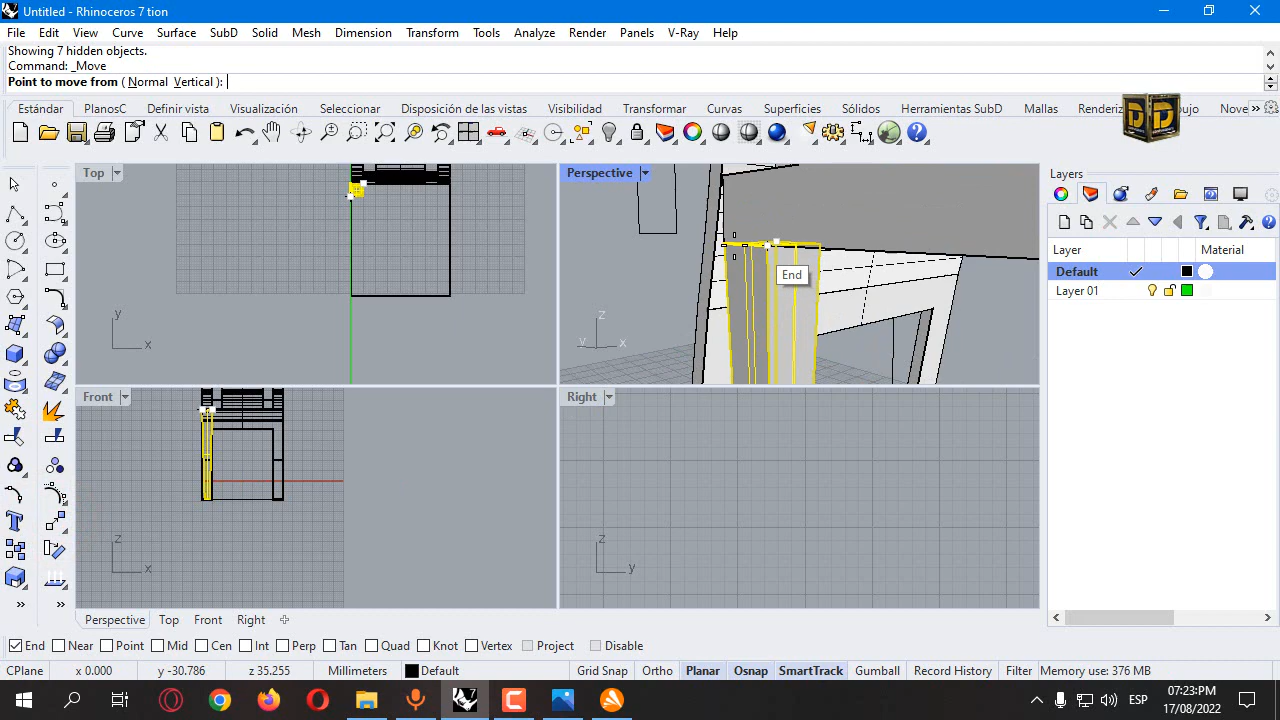 Untitled - Rhinoceros 7 tion
File Edit View Curve Surface SubD Solid Mesh Dimension Transform Tools Analyze Render Panels V-Ray Help
Showing 7 hidden objects.
Command: _Move
Point to move from ( Normal Vertical ):
Estándar PlanosC Definir vista Visualización Seleccionar Disp de las vistas Visibilidad Transformar Curvas Superficies Sólidos Herramientas SubD Mallas Renderiz ujo Nove »
Top
Perspective
End
y
x
z
y x
Front
Right
z
x
z
y
Perspective Top Front Right
Layers
Layer Material
Default
Layer 01
» »
End Near Point Mid Cen Int Perp Tan Quad Knot Vertex Project Disable
CPlane x 0.000 y -30.786 z 35.255 Millimeters Default Grid Snap Ortho Planar Osnap SmartTrack Gumball Record History Filter Memory use: 376 MB
ESP
07:23:PM
17/08/2022